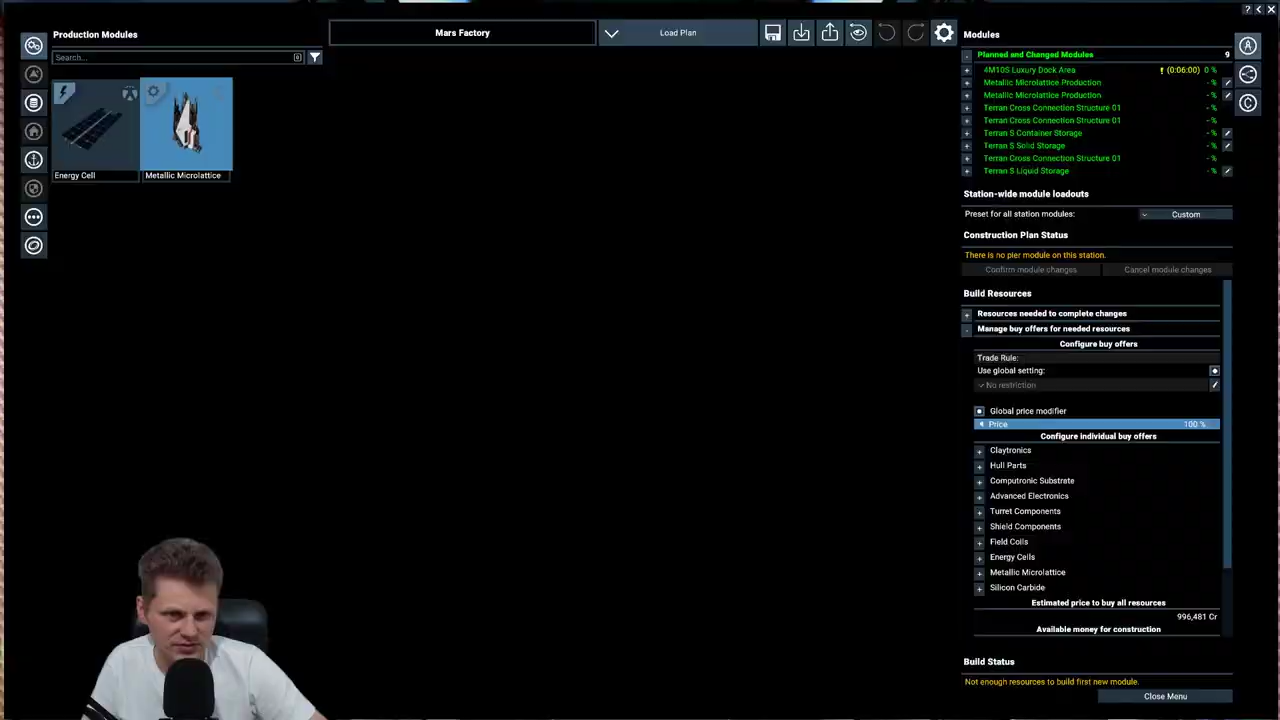 Production Modules
Search...
Energy Cell
Metallic Microlattice
Mars Factory
Load Plan
Modules
Planned and Changed Modules 9
4M10S Luxury Dock Area ! (0:06:00) 0 %
Metallic Microlattice Production - %
Metallic Microlattice Production - %
Terran Cross Connection Structure 01 - %
Terran Cross Connection Structure 01 - %
Terran S Container Storage - %
Terran S Solid Storage - %
Terran Cross Connection Structure 01 - %
Terran S Liquid Storage - %
Station-wide module loadouts
Preset for all station modules: Custom
Construction Plan Status
There is no pier module on this station.
Confirm module changes Cancel module changes
Build Resources
Resources needed to complete changes
Manage buy offers for needed resources
Configure buy offers
Trade Rule:
Use global setting:
No restriction
Global price modifier
Price 100 %
Configure individual buy offers
Claytronics
Hull Parts
Computronic Substrate
Advanced Electronics
Turret Components
Shield Components
Field Coils
Energy Cells
Metallic Microlattice
Silicon Carbide
Estimated price to buy all resources
996,481 Cr
Available money for construction
Build Status
Not enough resources to build first new module.
Close Menu